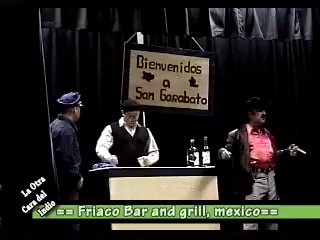 Bienvenidos
a
San Garabato
La Otra
Cara del
Indio
== Friaco Bar and grill, mexico==